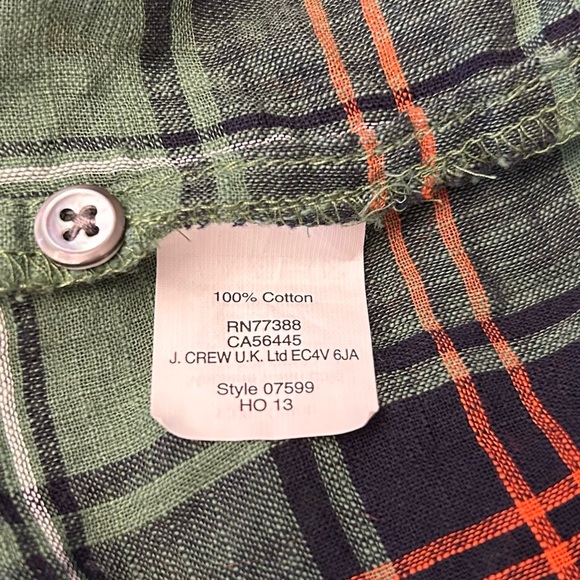 100% Cotton
RN77388
CA56445
J. CREW U.K. Ltd EC4V 6JA
Style 07599
HO 13